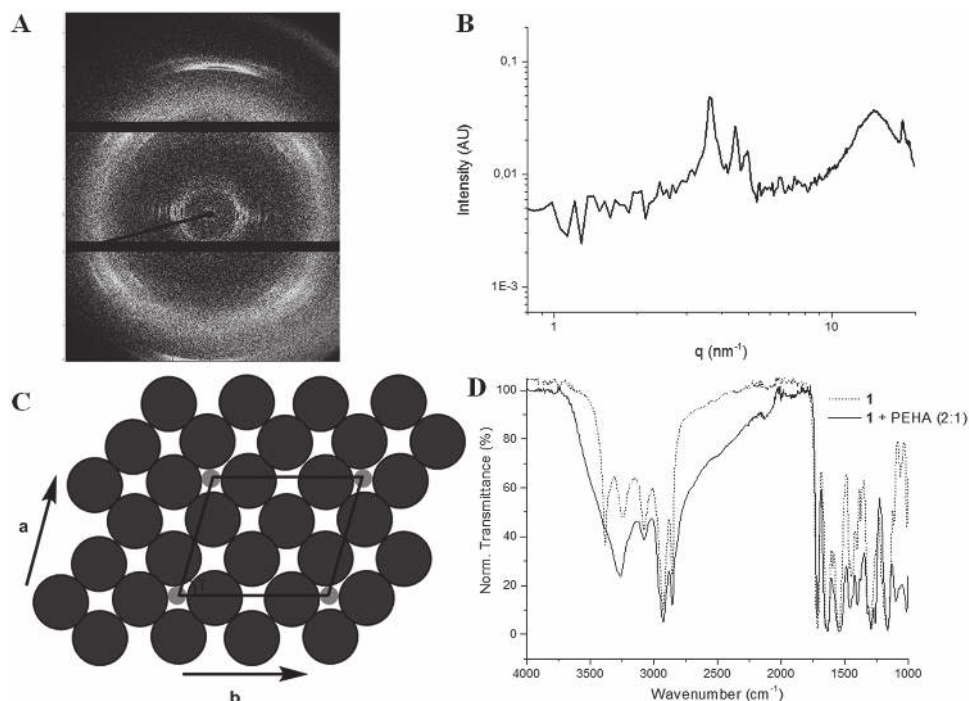 A
B
0,1
0,01
1E-3
Intensity (AU)
1
10
q (nm⁻¹)
C
a
b
D
100
80
60
40
20
0
Norm. Transmittance (%)
1
1 + PEHA (2:1)
4000 3500 3000 2500 2000 1500 1000
Wavenumber (cm⁻¹)